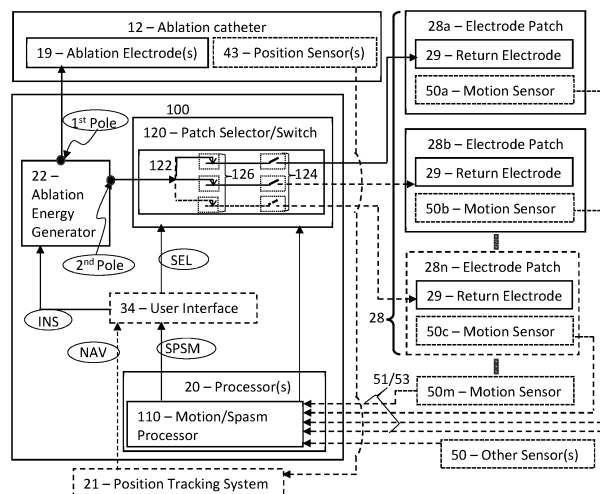 12 – Ablation catheter
19 – Ablation Electrode(s)
43 – Position Sensor(s)
28a – Electrode Patch
29 – Return Electrode
50a – Motion Sensor
100
1st Pole
120 – Patch Selector/Switch
122
126
124
22 –
Ablation
Energy
Generator
2nd Pole
28b – Electrode Patch
29 – Return Electrode
50b – Motion Sensor
SEL
28n – Electrode Patch
29 – Return Electrode
50c – Motion Sensor
28
34 – User Interface
INS
NAV
SPSM
20 – Processor(s)
110 – Motion/Spasm
Processor
51/53
50m – Motion Sensor
50 – Other Sensor(s)
21 – Position Tracking System